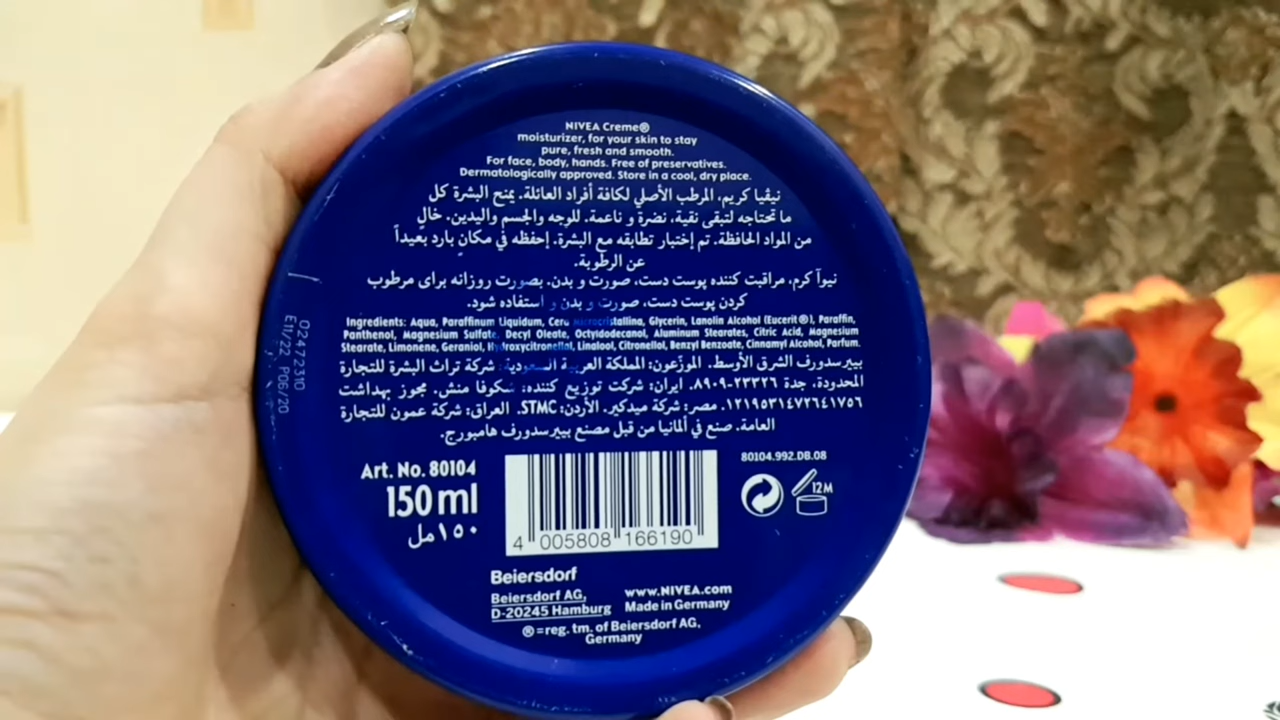 NIVEA Creme®
moisturizer, for your skin to stay
pure, fresh and smooth.
For face, body, hands. Free of preservatives.
Dermatologically approved. Store in a cool, dry place.
نيڤيا كريم، المرطب الأصلي لكافة أفراد العائلة. يمنح البشرة كل
ما تحتاجه لتبقى نقية، نضرة و ناعمة. للوجه والجسم واليدين. خالٍ
من المواد الحافظة. تم إختبار تطابقه مع البشرة. إحفظه في مكانٍ بارد بعيداً
عن الرطوبة.
نیوآ کرم، مراقبت کننده پوست دست، صورت و بدن. بصورت روزانه برای مرطوب
کردن پوست دست، صورت و بدن و استفاده شود.
Ingredients: Aqua, Paraffinum Liquidum, Cera Microcristallina, Glycerin, Lanolin Alcohol (Eucerit®), Paraffin,
Panthenol, Magnesium Sulfate, Decyl Oleate, Octyldodecanol, Aluminum Stearates, Citric Acid, Magnesium
Stearate, Limonene, Geraniol, Hydroxycitronellal, Linalool, Citronellol, Benzyl Benzoate, Cinnamyl Alcohol, Parfum.
بييرسدورف الشرق الأوسط. الموزّعون: المملكة العربية السعودية: شركة تراث البشرة للتجارة
المحدودة، جدة ٢٣٣٢٦-٨٩٠٩. ايران: شركت توزيع كننده: شكوفا منش. مجوز بهداشت
١٢١٩٥٣١٤٧٢٦٤١٧٥٦. مصر: شركة ميدكير. الأردن: STMC. العراق: شركة عمون للتجارة
العامة. صنع في ألمانيا من قبل مصنع بييرسدورف هامبورج.
Art. No. 80104
150 ml
١٥٠ مل
4 005808 166190
80104.992.DB.08
12M
Beiersdorf
Beiersdorf AG,
D-20245 Hamburg
www.NIVEA.com
Made in Germany
®=reg. tm. of Beiersdorf AG,
Germany
02472310
E11/22 P06/20